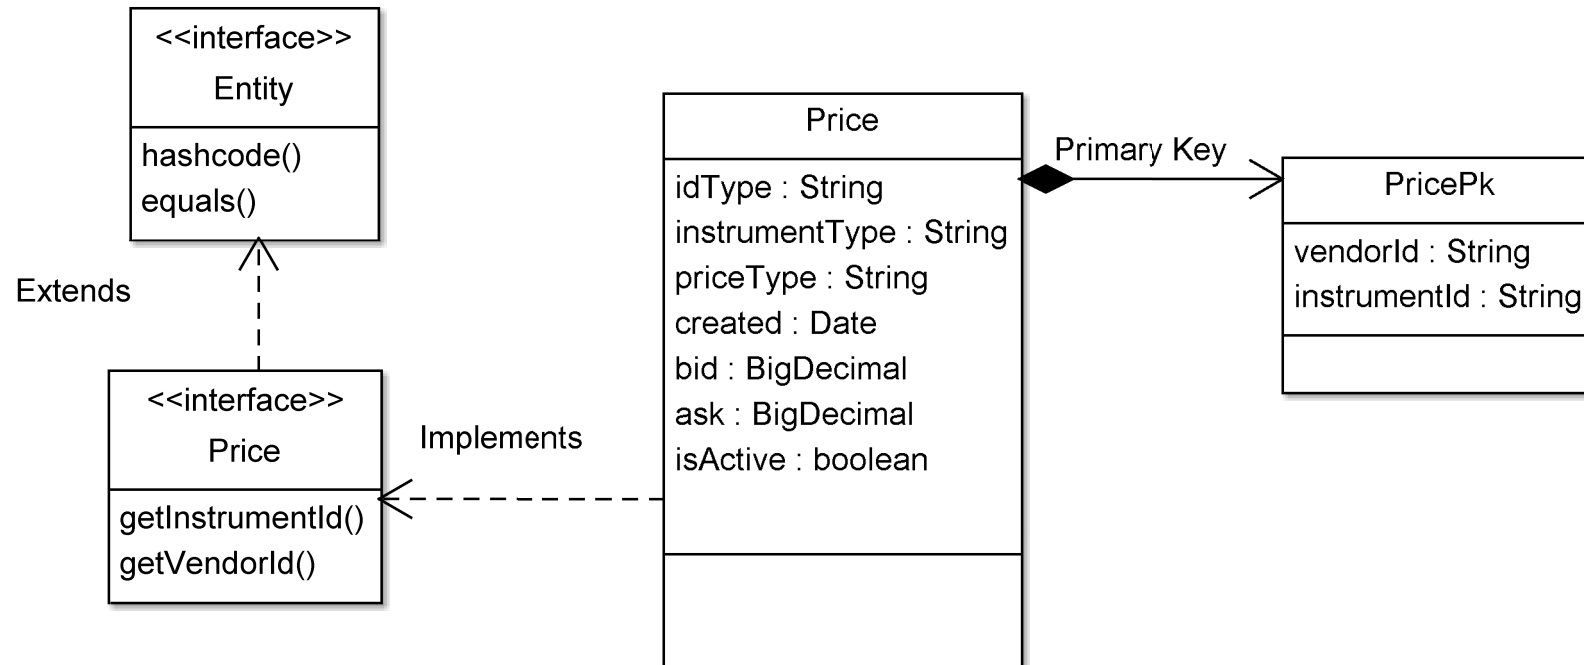 <<interface>>
Entity
hashcode()
equals()
Extends
<<interface>>
Price
getInstrumentId()
getVendorId()
Implements
Price
idType : String
instrumentType : String
priceType : String
created : Date
bid : BigDecimal
ask : BigDecimal
isActive : boolean
Primary Key
PricePk
vendorId : String
instrumentId : String